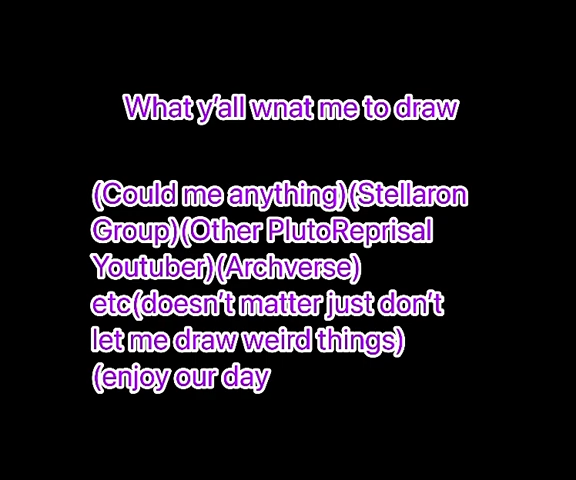 What y'all wnat me to draw
(Could me anything)(Stellaron
Group)(Other PlutoReprisal
Youtuber)(Archverse)
etc(doesn't matter just don't
let me draw weird things)
(enjoy our day